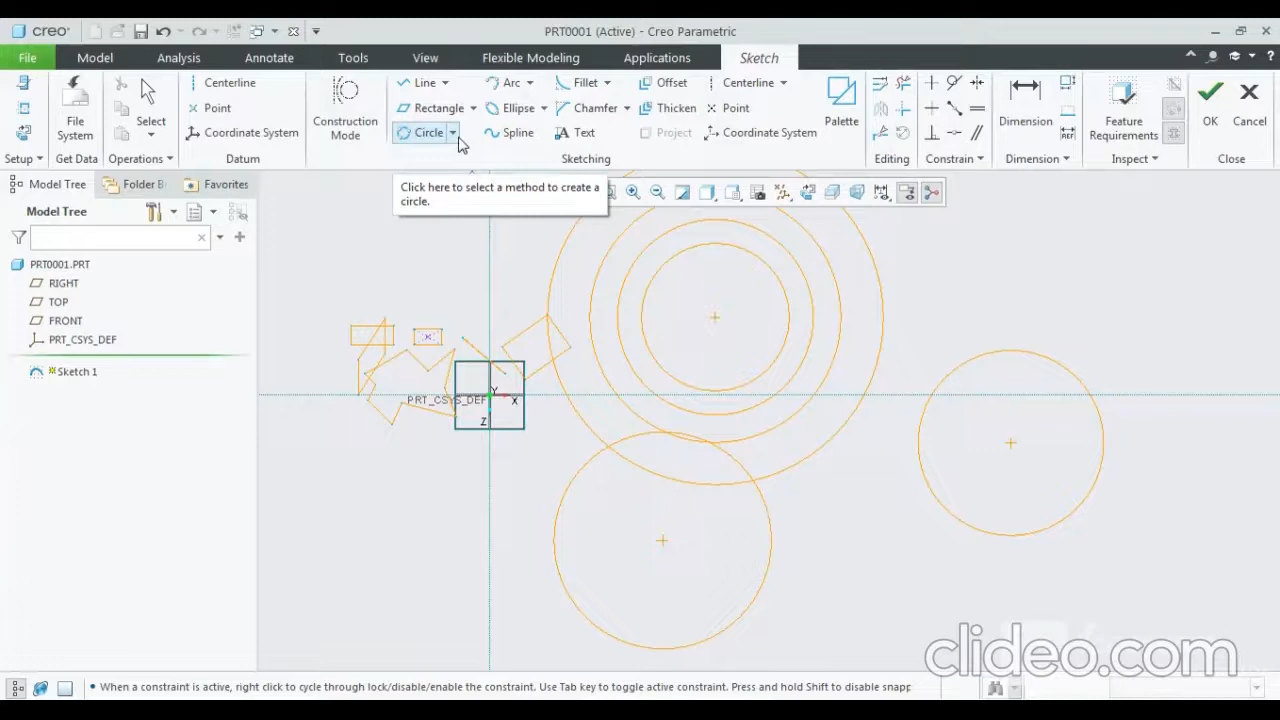 creo
PRT0001 (Active) - Creo Parametric
File Model Analysis Annotate Tools View Flexible Modeling Applications Sketch
Centerline
Point
Coordinate System
File System
Select
Construction Mode
Line
Rectangle
Circle
Arc
Ellipse
Spline
Fillet
Chamfer
Text
Offset
Thicken
Project
Centerline
Point
Coordinate System
Palette
Dimension
REF
Feature Requirements
OK
Cancel
Setup Get Data Operations Datum Sketching Editing Constrain Dimension Inspect Close
Model Tree Folder B Favorites
Click here to select a method to create a
circle.
Model Tree
PRT0001.PRT
RIGHT
TOP
FRONT
PRT_CSYS_DEF
Sketch 1
Y
PRT_CSYS_DEF
X
Z
clideo.com
• When a constraint is active, right click to cycle through lock/disable/enable the constraint. Use Tab key to toggle active constraint. Press and hold Shift to disable snapp